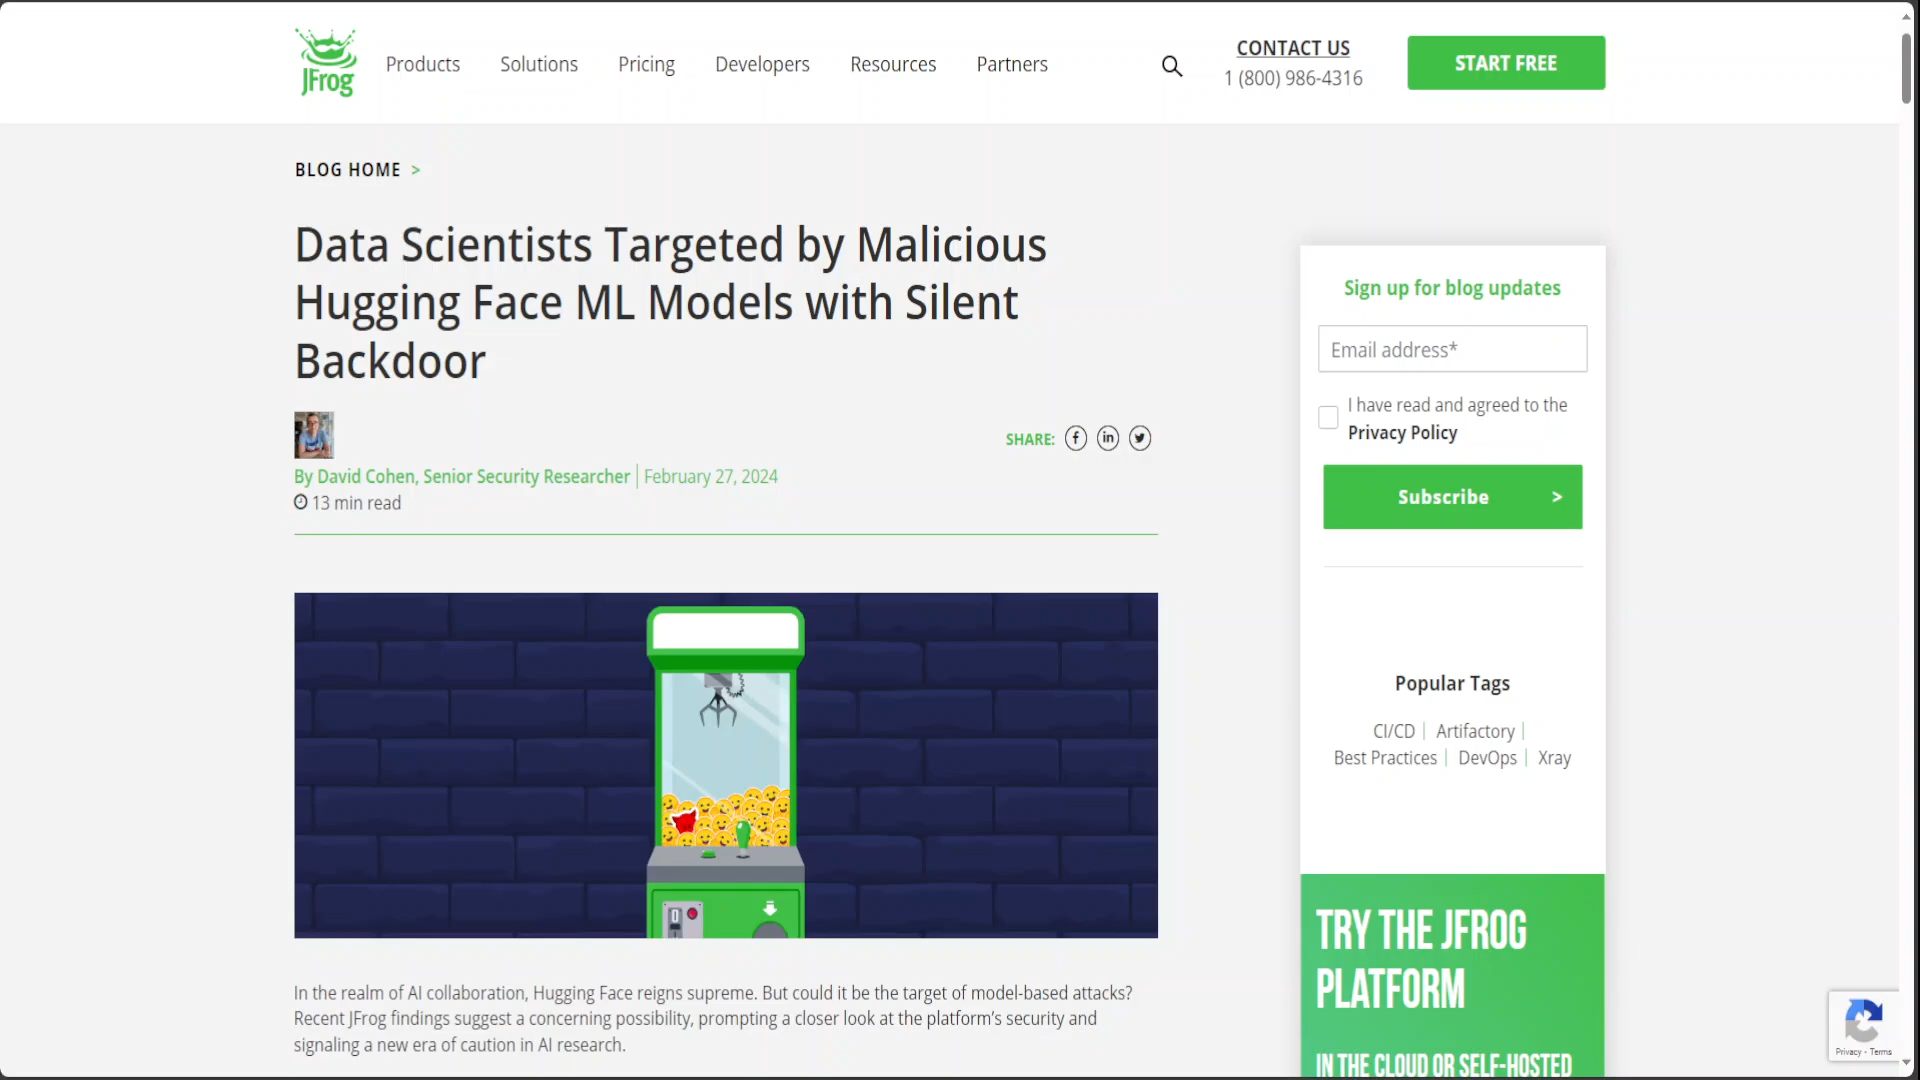 JFrog
Products
Solutions
Pricing
Developers
Resources
Partners
CONTACT US
1 (800) 986-4316
START FREE
BLOG HOME >
Data Scientists Targeted by Malicious
Hugging Face ML Models with Silent
Backdoor
SHARE:
By David Cohen, Senior Security Researcher | February 27, 2024
13 min read
In the realm of AI collaboration, Hugging Face reigns supreme. But could it be the target of model-based attacks?
Recent JFrog findings suggest a concerning possibility, prompting a closer look at the platform’s security and
signaling a new era of caution in AI research.
Sign up for blog updates
Email address*
I have read and agreed to the
Privacy Policy
Subscribe >
Popular Tags
CI/CD | Artifactory |
Best Practices | DevOps | Xray
TRY THE JFROG
PLATFORM
IN THE CLOUD OR SELF-HOSTED
Privacy - Terms